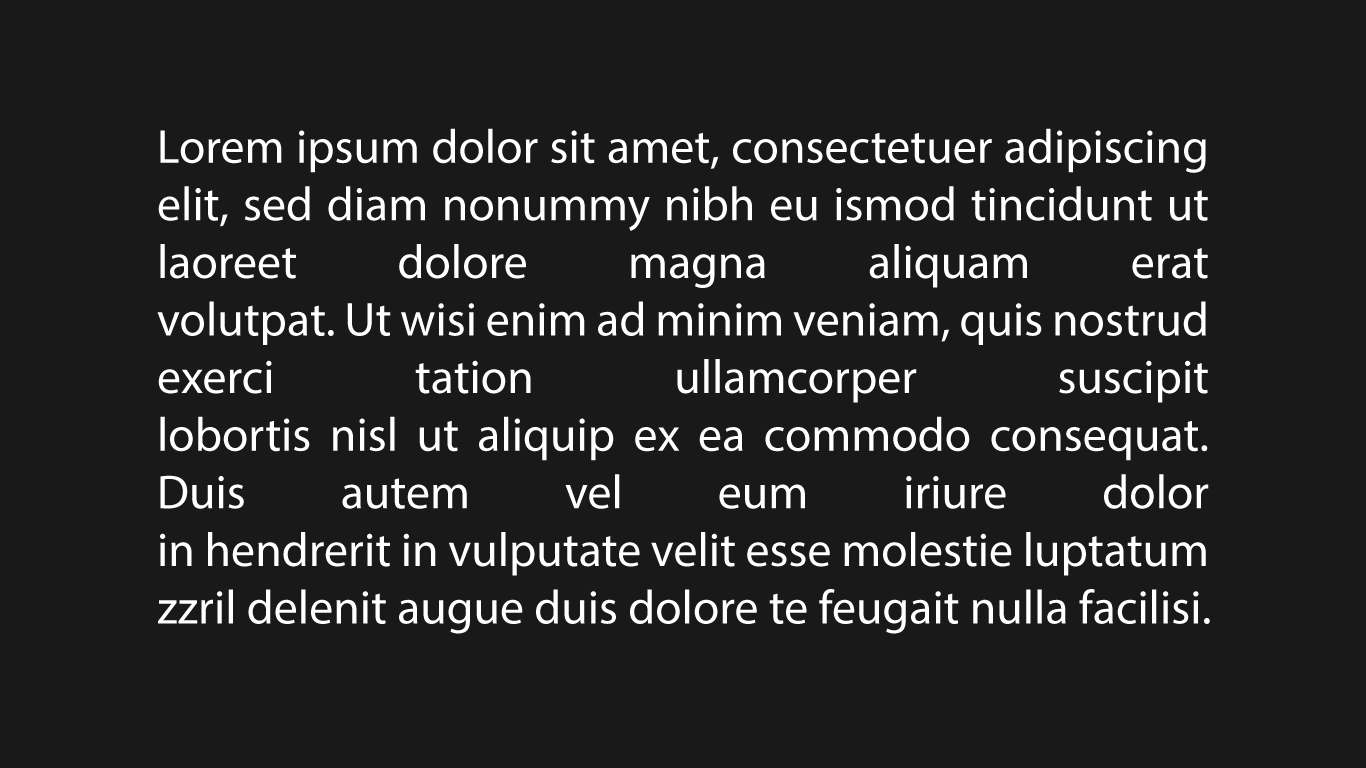 Lorem ipsum dolor sit amet, consectetuer adipiscing
elit, sed diam nonummy nibh eu ismod tincidunt ut
laoreet dolore magna aliquam erat
volutpat. Ut wisi enim ad minim veniam, quis nostrud
exerci tation ullamcorper suscipit
lobortis nisl ut aliquip ex ea commodo consequat.
Duis autem vel eum iriure dolor
in hendrerit in vulputate velit esse molestie luptatum
zzril delenit augue duis dolore te feugait nulla facilisi.